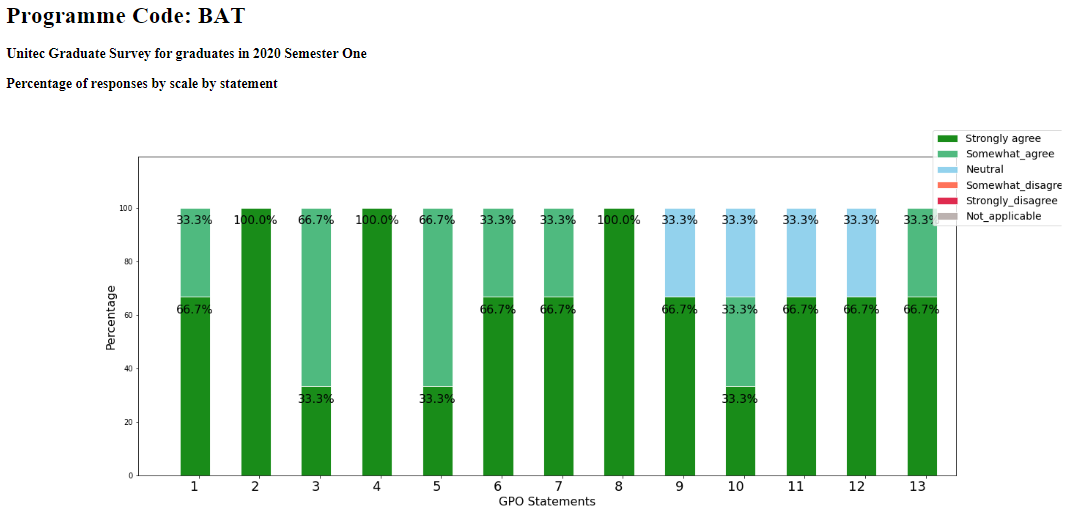 Programme Code: BAT
Unitec Graduate Survey for graduates in 2020 Semester One
Percentage of responses by scale by statement
Strongly agree
Somewhat_agree
Neutral
Somewhat_disagre
Strongly_disagree
Not_applicable
100
80
60
40
20
0
Percentage
33.3% 100.0% 66.7% 100.0% 66.7% 33.3% 33.3% 100.0% 33.3% 33.3% 33.3% 33.3% 33.3%
66.7% 66.7% 66.7% 66.7% 33.3% 66.7% 66.7% 66.7%
33.3% 33.3% 33.3%
1 2 3 4 5 6 7 8 9 10 11 12 13
GPO Statements